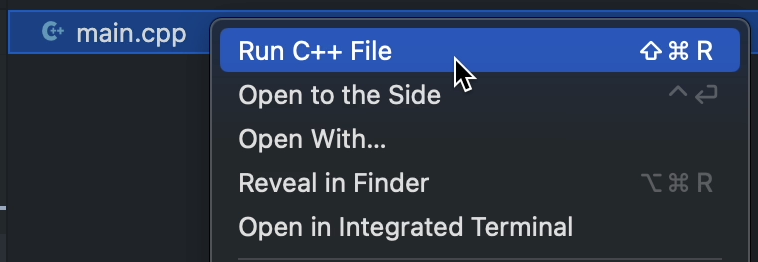 main.cpp
Run C++ File ⇧⌘R
Open to the Side ^⏎
Open With...
Reveal in Finder ⌥⌘R
Open in Integrated Terminal